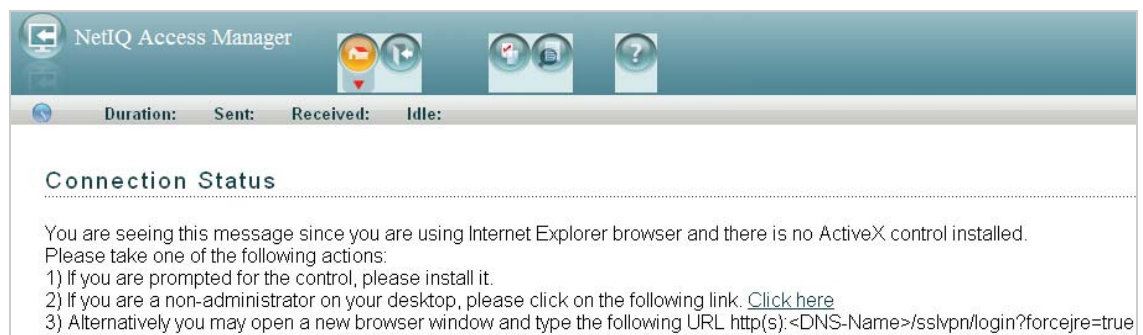 NetIQ Access Manager
Duration: Sent: Received: Idle:
Connection Status
You are seeing this message since you are using Internet Explorer browser and there is no ActiveX control installed.
Please take one of the following actions:
1) If you are prompted for the control, please install it.
2) If you are a non-administrator on your desktop, please click on the following link. Click here
3) Alternatively you may open a new browser window and type the following URL http(s):<DNS-Name>/sslvpn/login?forcejre=true